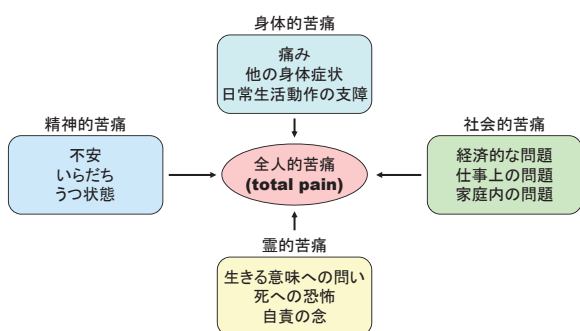 身体的苦痛
痛み
他の身体症状
日常生活動作の支障
精神的苦痛
不安
いらだち
うつ状態
全人的苦痛
(total pain)
社会的苦痛
経済的な問題
仕事上の問題
家庭内の問題
霊的苦痛
生きる意味への問い
死への恐怖
自責の念